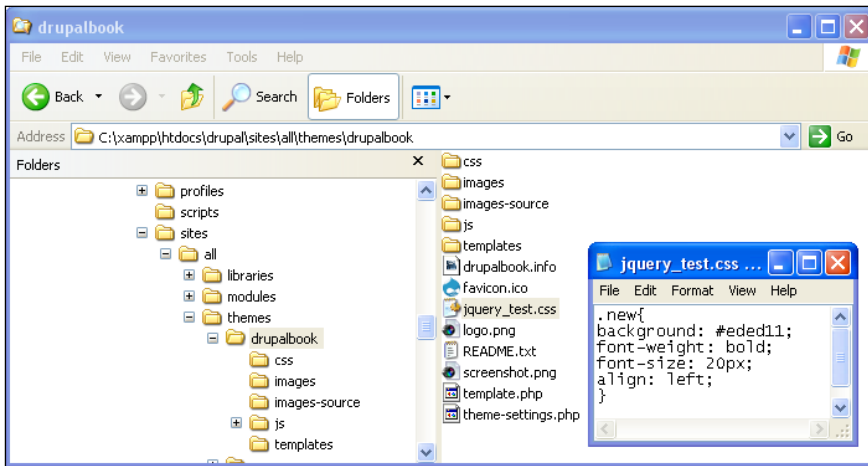 drupalbook
File Edit View Favorites Tools Help
Back Search Folders
Address C:\xampp\htdocs\drupal\sites\all\themes\drupalbook Go
Folders
profiles
scripts
sites
all
libraries
modules
themes
drupalbook
css
images
images-source
js
templates
css
images
images-source
js
templates
drupalbook.info
favicon.ico
jquery_test.css
logo.png
README.txt
screenshot.png
template.php
theme-settings.php
jquery_test.css ...
File Edit Format View Help
.new{
background: #eded11;
font-weight: bold;
font-size: 20px;
align: left;
}